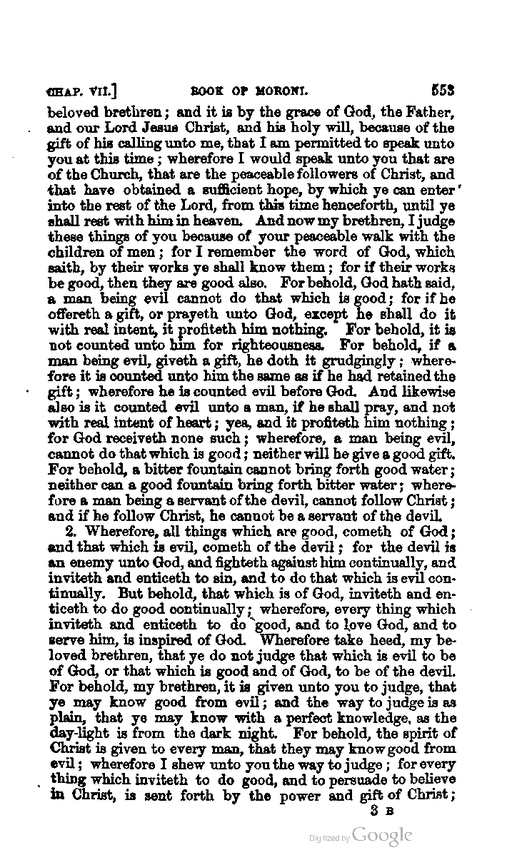 CHAP. VII.] BOOK OF MORONI. 553
beloved brethren; and it is by the grace of God, the Father,
and our Lord Jesus Christ, and his holy will, because of the
gift of his calling unto me, that I am permitted to speak unto
you at this time; wherefore I would speak unto you that are
of the Church, that are the peaceable followers of Christ, and
that have obtained a sufficient hope, by which ye can enter
into the rest of the Lord, from this time henceforth, until ye
shall rest with him in heaven. And now my brethren, I judge
these things of you because of your peaceable walk with the
children of men; for I remember the word of God, which
saith, by their works ye shall know them; for if their works
be good, then they are good also. For behold, God hath said,
a man being evil cannot do that which is good; for if he
offereth a gift, or prayeth unto God, except he shall do it
with real intent, it profiteth him nothing. For behold, it is
not counted unto him for righteousness. For behold, if a
man being evil, giveth a gift, he doth it grudgingly; where-
fore it is counted unto him the same as if he had retained the
gift; wherefore he is counted evil before God. And likewise
also is it counted evil unto a man, if he shall pray, and not
with real intent of heart; yea, and it profiteth him nothing;
for God receiveth none such; wherefore, a man being evil,
cannot do that which is good; neither will he give a good gift.
For behold, a bitter fountain cannot bring forth good water;
neither can a good fountain bring forth bitter water; where-
fore a man being a servant of the devil, cannot follow Christ;
and if he follow Christ, he cannot be a servant of the devil.
2. Wherefore, all things which are good, cometh of God;
and that which is evil, cometh of the devil; for the devil is
an enemy unto God, and fighteth against him continually, and
inviteth and enticeth to sin, and to do that which is evil con-
tinually. But behold, that which is of God, inviteth and en-
ticeth to do good continually; wherefore, every thing which
inviteth and enticeth to do good, and to love God, and to
serve him, is inspired of God. Wherefore take heed, my be-
loved brethren, that ye do not judge that which is evil to be
of God, or that which is good and of God, to be of the devil.
For behold, my brethren, it is given unto you to judge, that
ye may know good from evil; and the way to judge is as
plain, that ye may know with a perfect knowledge, as the
day-light is from the dark night. For behold, the spirit of
Christ is given to every man, that they may know good from
evil; wherefore I shew unto you the way to judge; for every
thing which inviteth to do good, and to persuade to believe
in Christ, is sent forth by the power and gift of Christ;
3 B
Digitized by Google